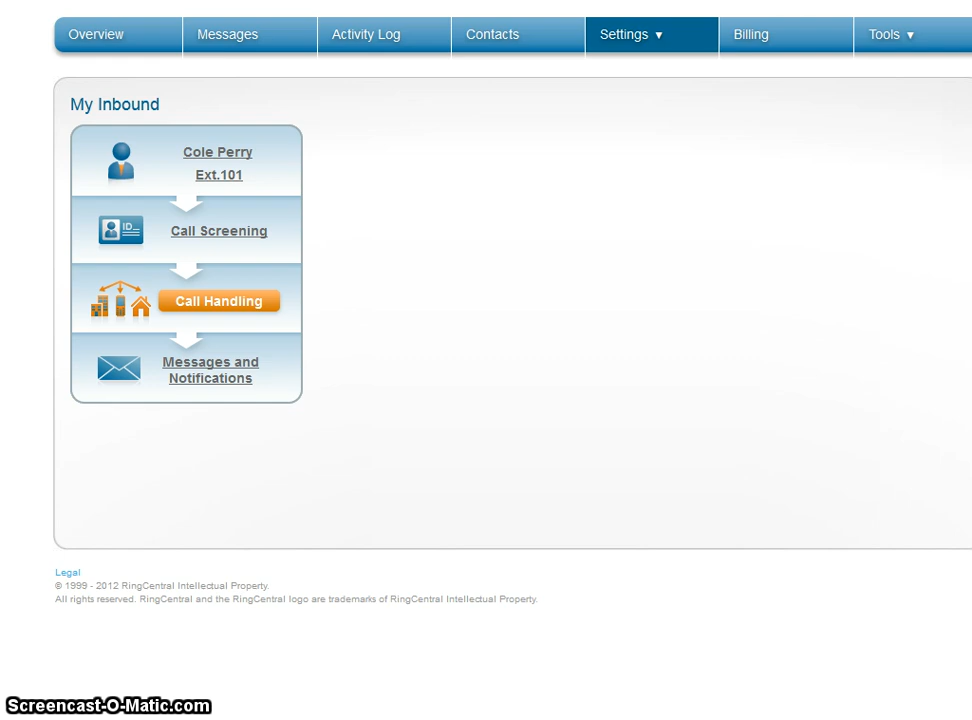 Overview Messages Activity Log Contacts Settings ▼ Billing Tools ▼
My Inbound
Cole Perry
Ext.101
ID
Call Screening
Call Handling
Messages and
Notifications
Legal
© 1999 - 2012 RingCentral Intellectual Property.
All rights reserved. RingCentral and the RingCentral logo are trademarks of RingCentral Intellectual Property.
Screencast-O-Matic.com